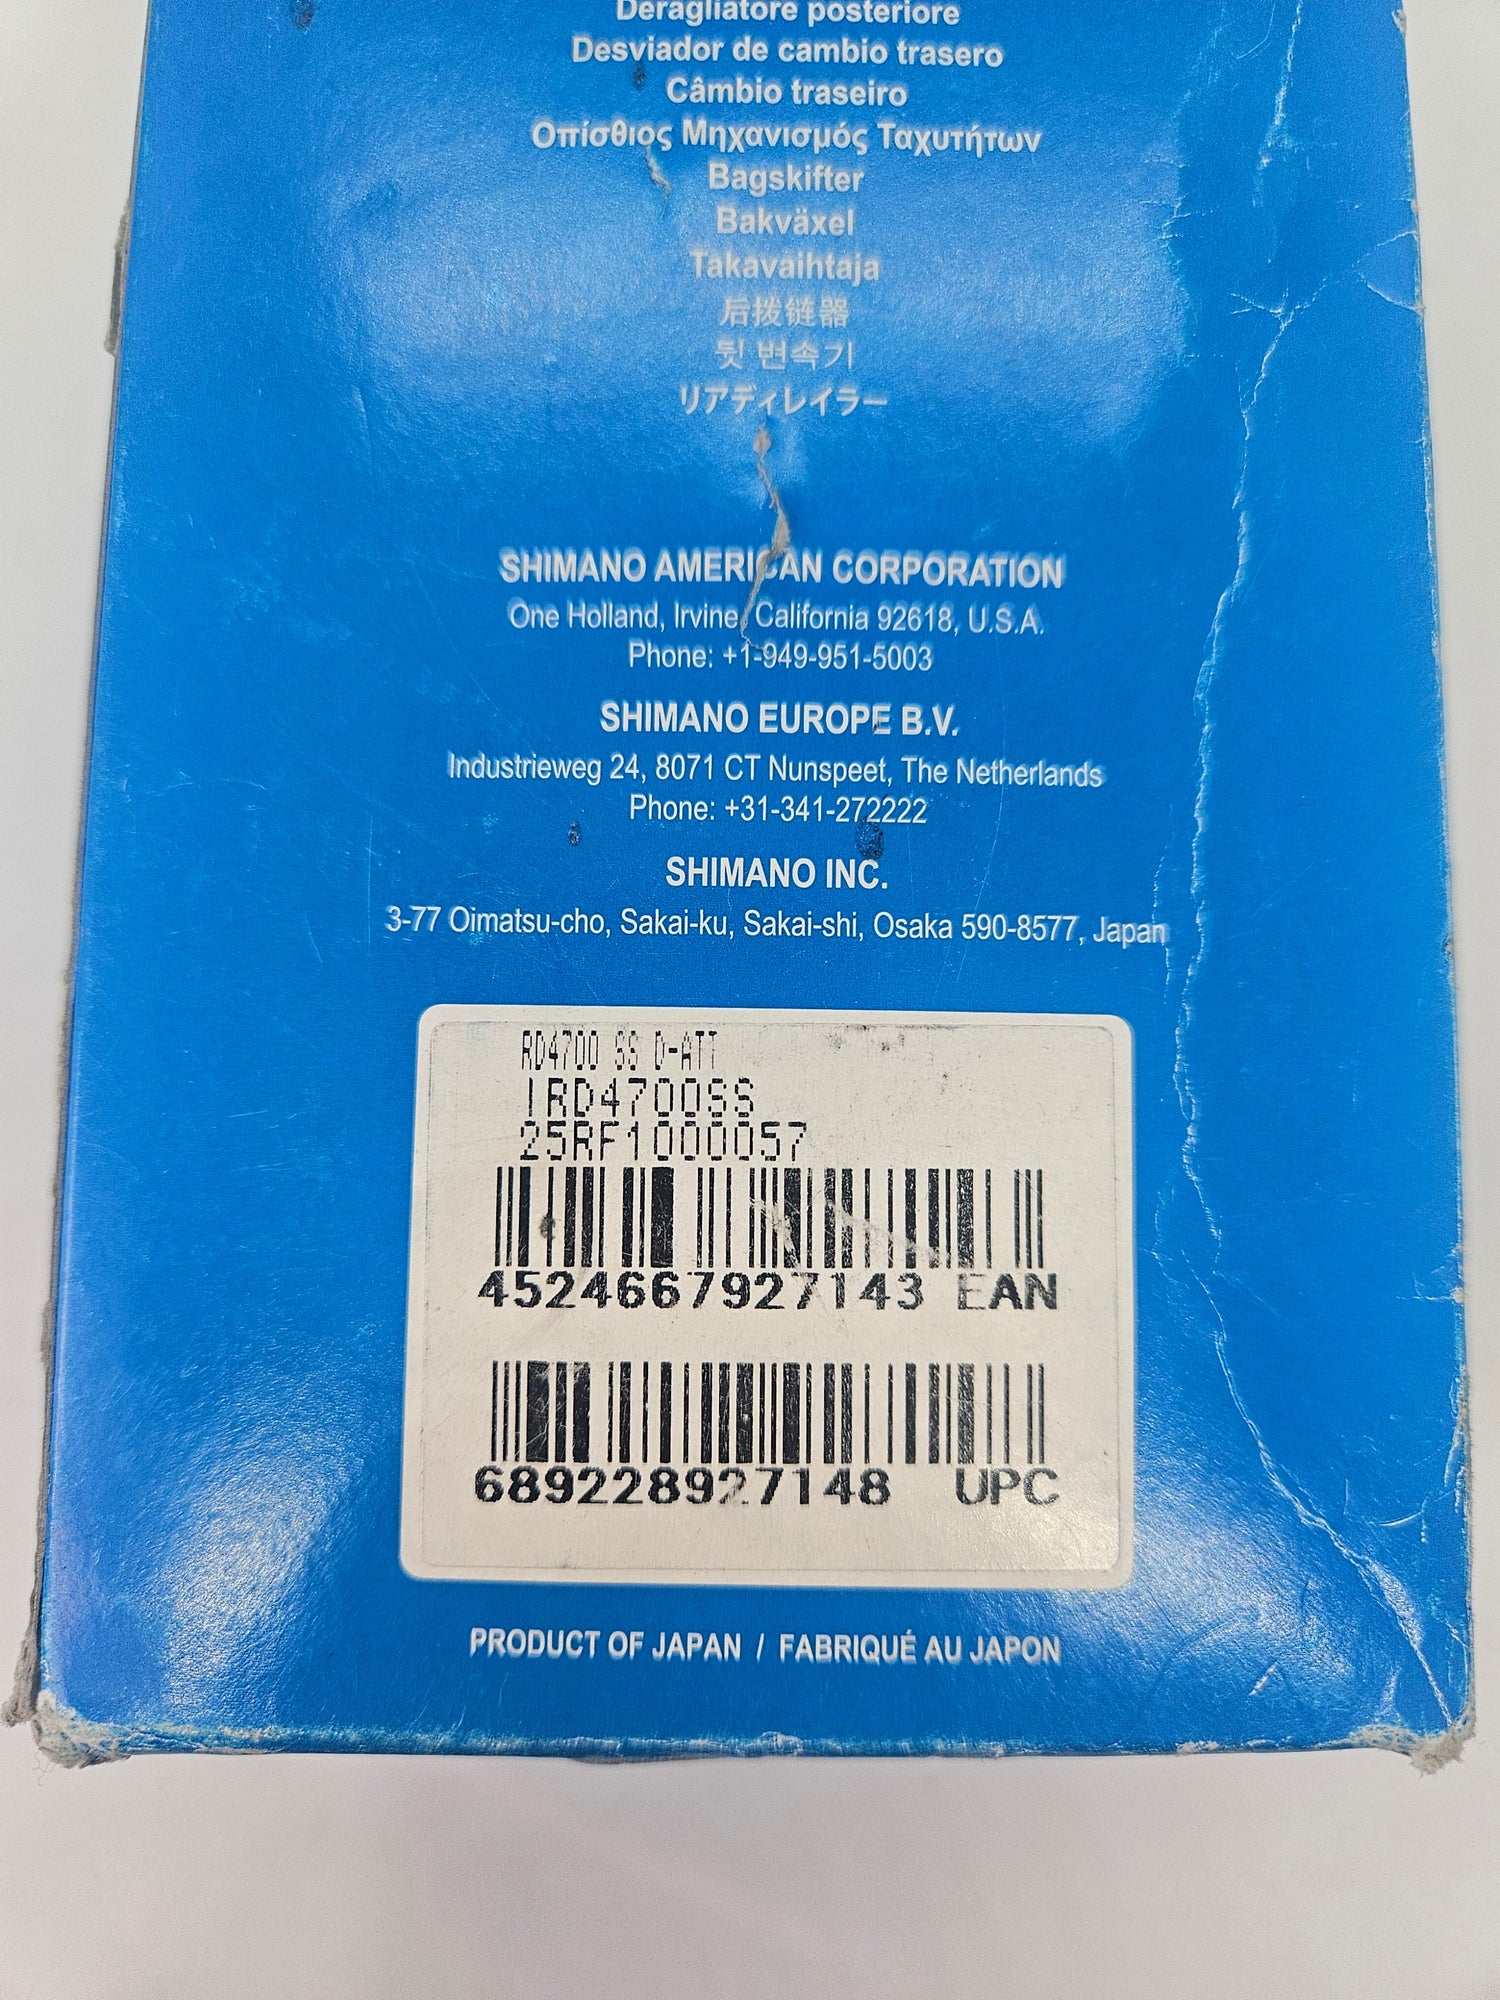 Deragliatore posteriore
Desviador de cambio trasero
Câmbio traseiro
Οπίσθιος Μηχανισμός Ταχυτήτων
Bagskifter
Bakväxel
Takavaihtaja
后拨链器
뒷 변속기
リアディレイラー
SHIMANO AMERICAN CORPORATION
One Holland, Irvine, California 92618, U.S.A.
Phone: +1-949-951-5003
SHIMANO EUROPE B.V.
Industrieweg 24, 8071 CT Nunspeet, The Netherlands
Phone: +31-341-272222
SHIMANO INC.
3-77 Oimatsu-cho, Sakai-ku, Sakai-shi, Osaka 590-8577, Japan
RD4700 SS D-ATT
IRD4700SS
25RF1000057
4524667927143 EAN
689228927148 UPC
PRODUCT OF JAPAN / FABRIQUÉ AU JAPON